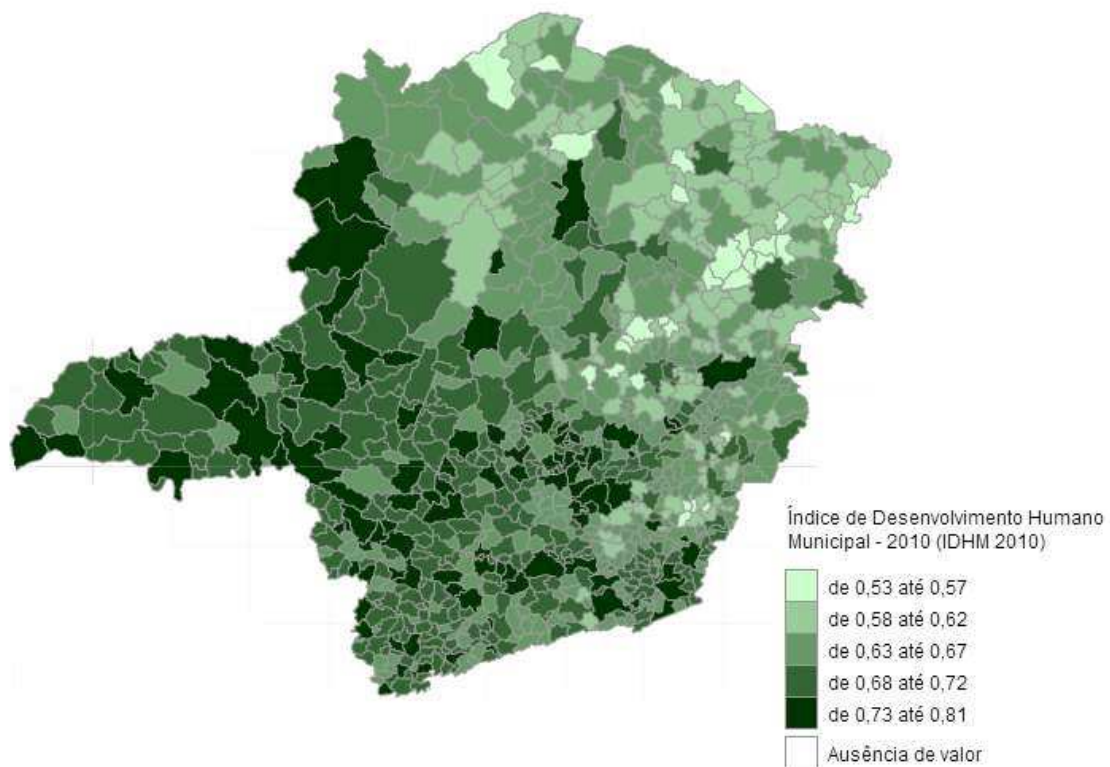 Índice de Desenvolvimento Humano
Municipal - 2010 (IDHM 2010)
de 0,53 até 0,57
de 0,58 até 0,62
de 0,63 até 0,67
de 0,68 até 0,72
de 0,73 até 0,81
Ausência de valor